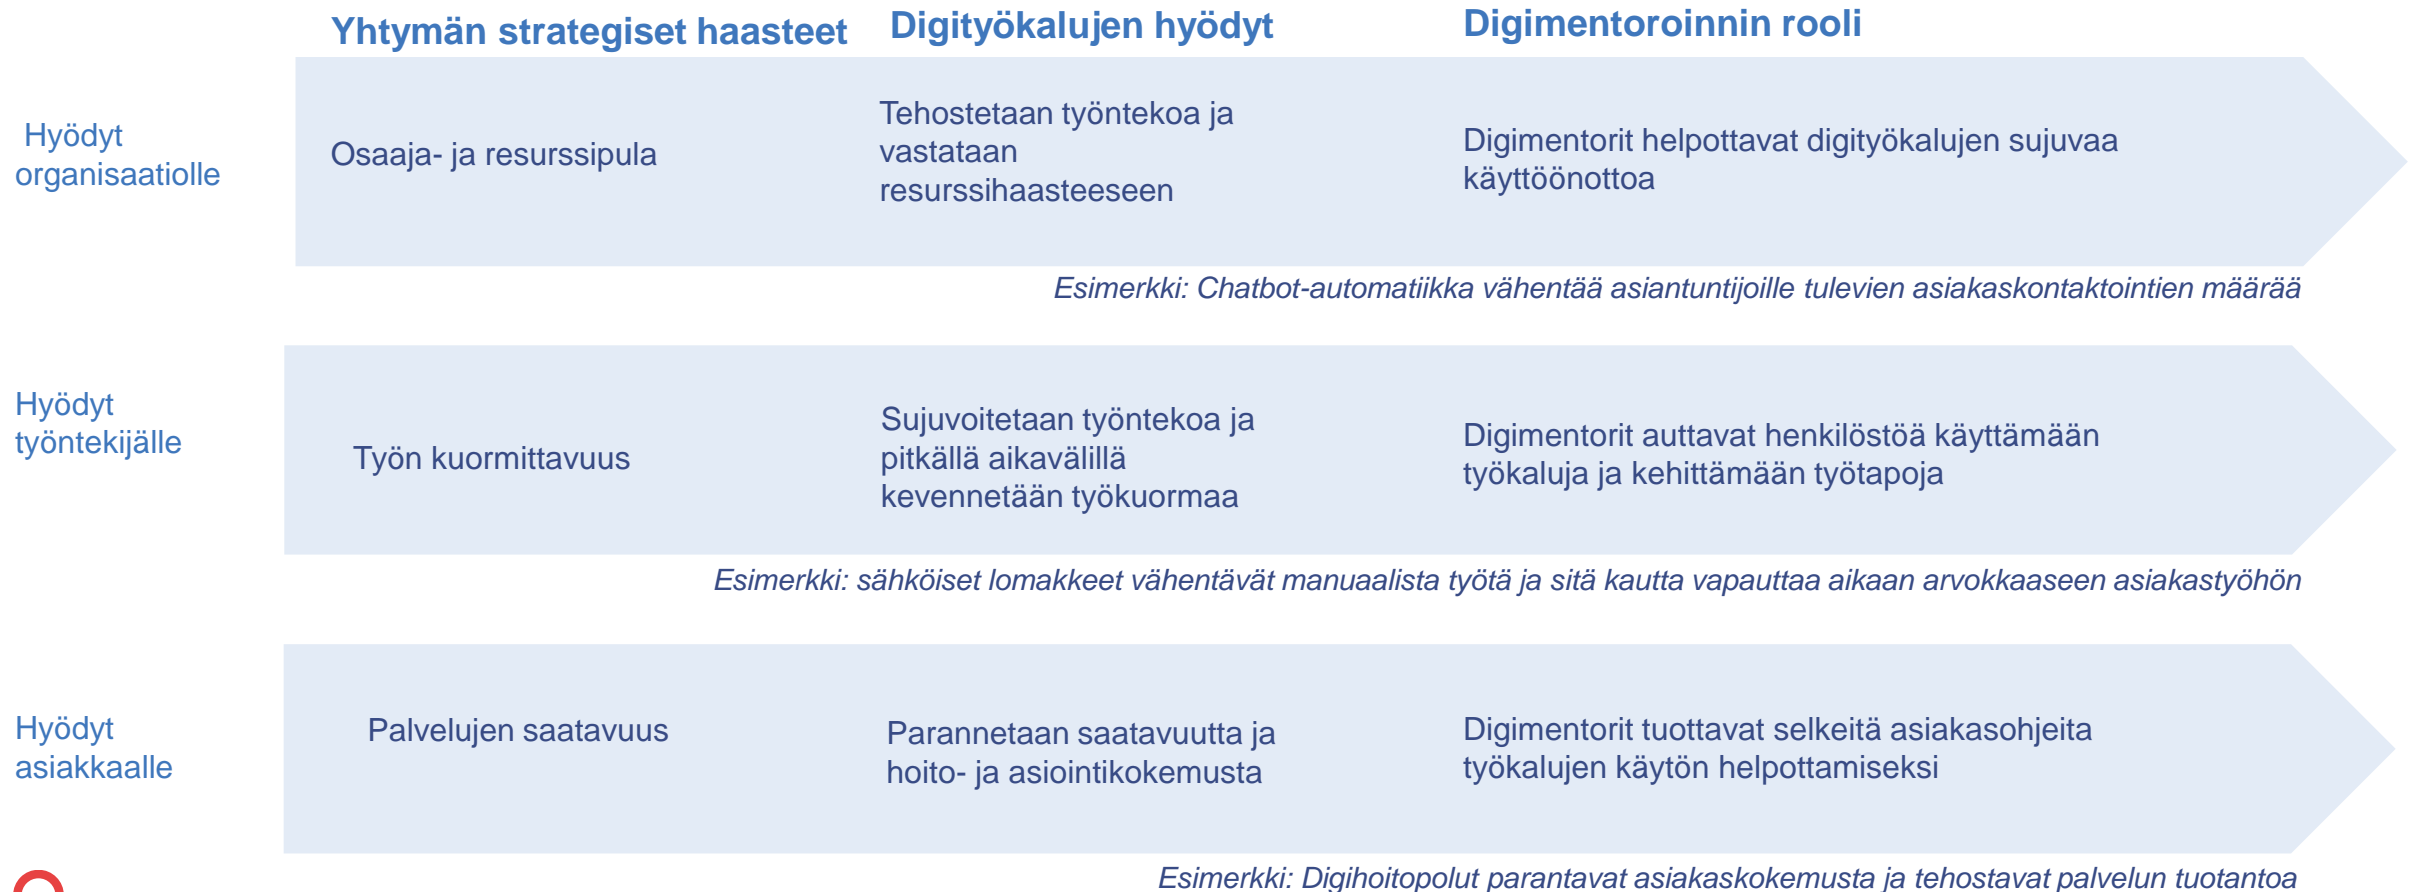 Yhtymän strategiset haasteet
Digityökalujen hyödyt
Digimentoroinnin rooli
Hyödyt
organisaatiolle
Osaaja- ja resurssipula
Tehostetaan työntekoa ja
vastataan
resurssihaasteeseen
Digimentorit helpottavat digityökalujen sujuvaa
käyttöönottoa
Esimerkki: Chatbot-automatiikka vähentää asiantuntijoille tulevien asiakaskontaktointien määrää
Hyödyt
työntekijälle
Työn kuormittavuus
Sujuvoitetaan työntekoa ja
pitkällä aikavälillä
kevennetään työkuormaa
Digimentorit auttavat henkilöstöä käyttämään
työkaluja ja kehittämään työtapoja
Esimerkki: sähköiset lomakkeet vähentävät manuaalista työtä ja sitä kautta vapauttaa aikaan arvokkaaseen asiakastyöhön
Hyödyt
asiakkaalle
Palvelujen saatavuus
Parannetaan saatavuutta ja
hoito- ja asiointikokemusta
Digimentorit tuottavat selkeitä asiakasohjeita
työkalujen käytön helpottamiseksi
Esimerkki: Digihoitopolut parantavat asiakaskokemusta ja tehostavat palvelun tuotantoa